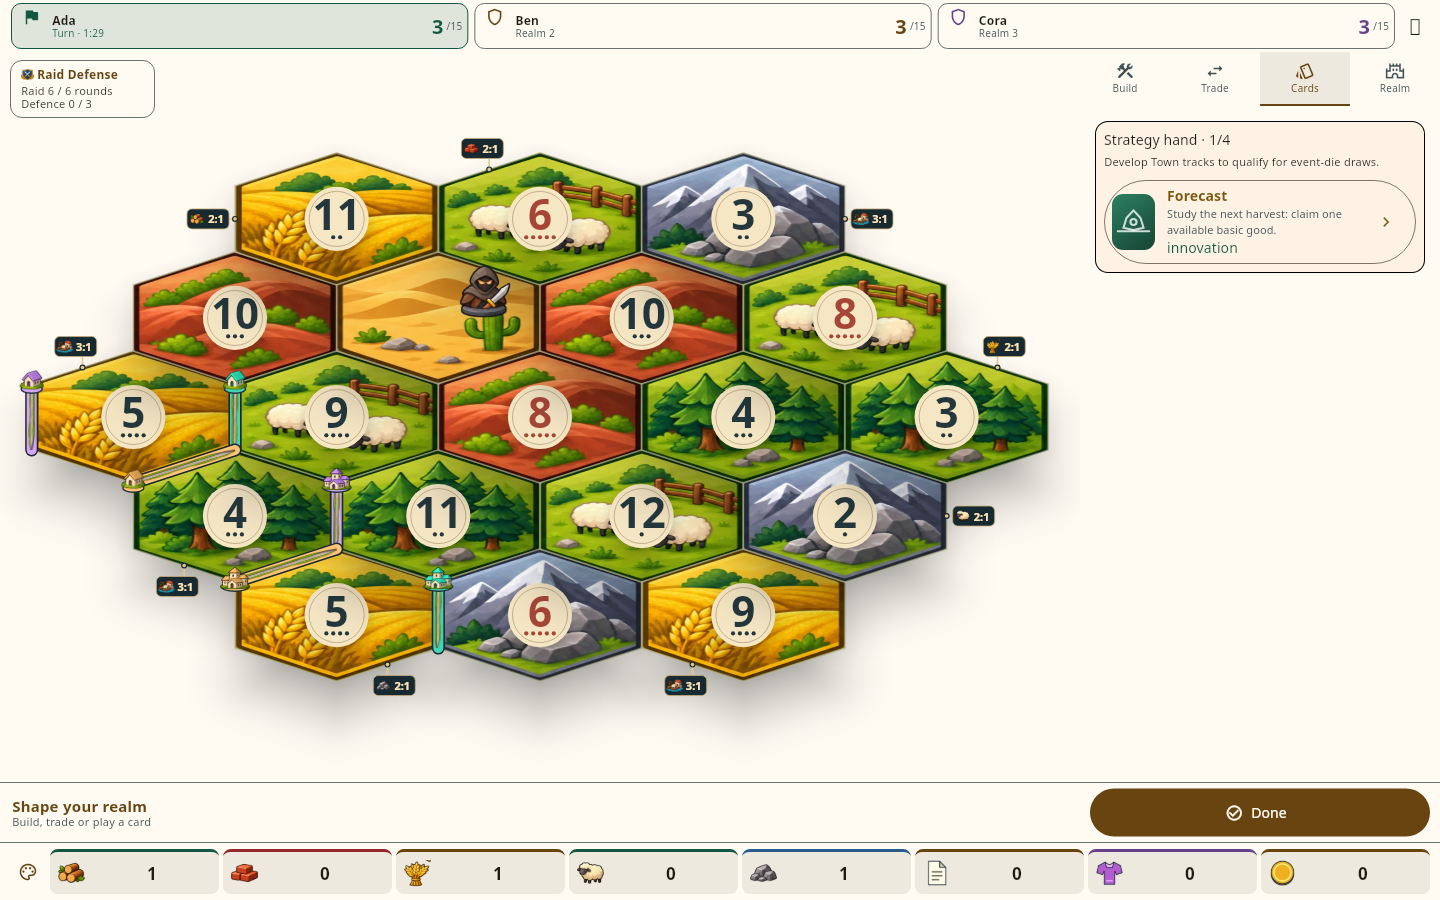 Ada
Turn · 1:29
3 /15
Ben
Realm 2
3 /15
Cora
Realm 3
3 /15
Raid Defense
Raid 6 / 6 rounds
Defence 0 / 3
Build
Trade
Cards
Realm
Strategy hand · 1/4
Develop Town tracks to qualify for event-die draws.
Forecast
Study the next harvest: claim one
available basic good.
innovation
2:1
2:1
3:1
11
6
3
10
10
8
3:1
2:1
5
9
8
4
3
4
11
12
2
2:1
3:1
5
6
9
2:1
3:1
Shape your realm
Build, trade or play a card
Done
1
0
1
0
1
0
0
0